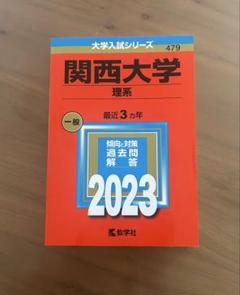 大学入試シリーズ
479
関西大学
理系
最近3カ年
一般
傾向と対策
過去問
解答
2023
教学社